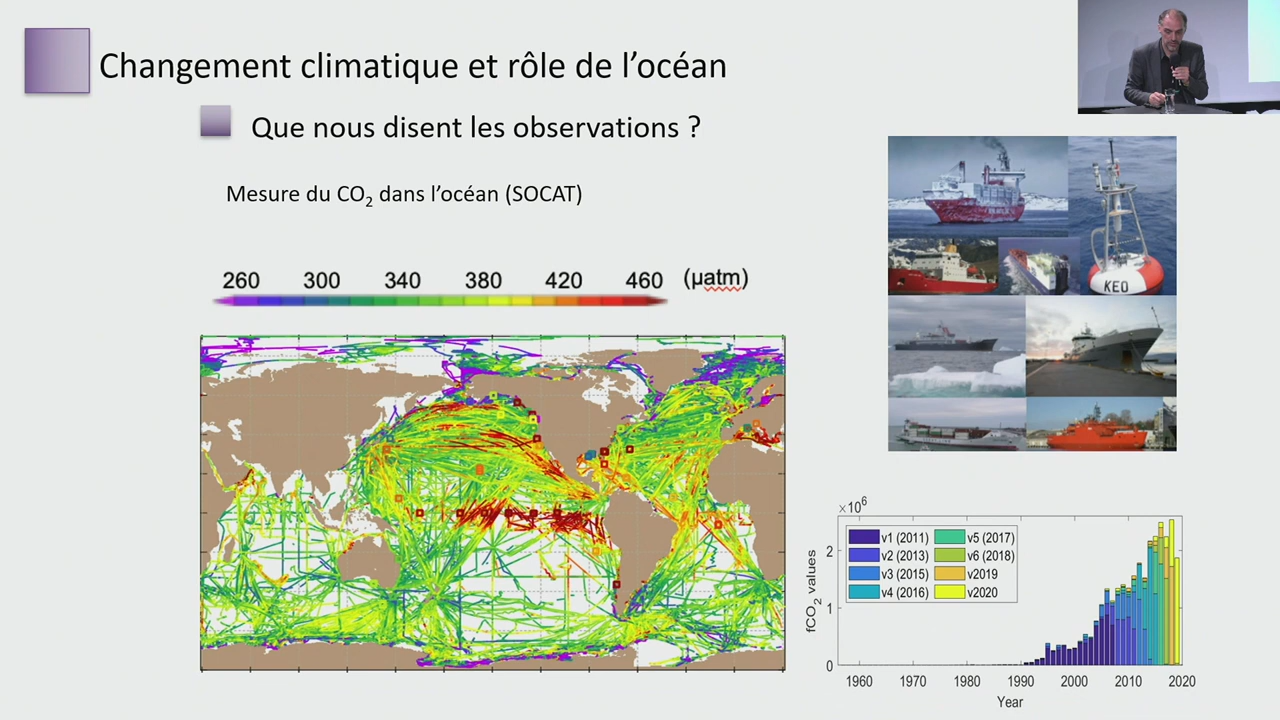 Changement climatique et rôle de l'océan
Que nous disent les observations ?
Mesure du CO₂ dans l'océan (SOCAT)
260 300 340 380 420 460 (µatm)
KEO
×10⁶
v1 (2011) v5 (2017)
v2 (2013) v6 (2018)
v3 (2015) v2019
v4 (2016) v2020
fCO₂ values
2
1
0
1960 1970 1980 1990 2000 2010 2020
Year